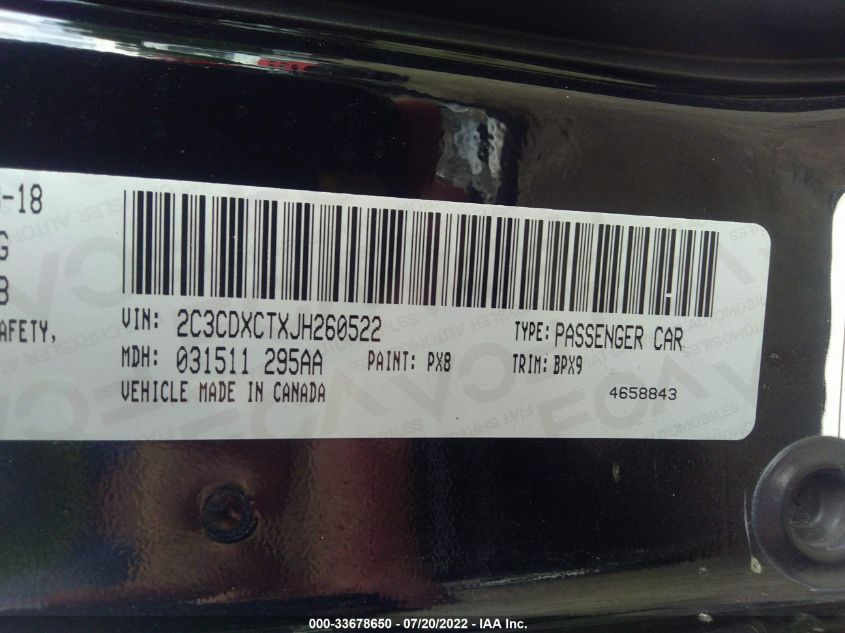 -18
G
B
AFETY,
VIN: 2C3CDXCTXJH260522 TYPE: PASSENGER CAR
MDH: 031511 295AA PAINT: PX8 TRIM: BPX9
VEHICLE MADE IN CANADA 4658843
000-33678650 / 07/20/2022 - IAA Inc.